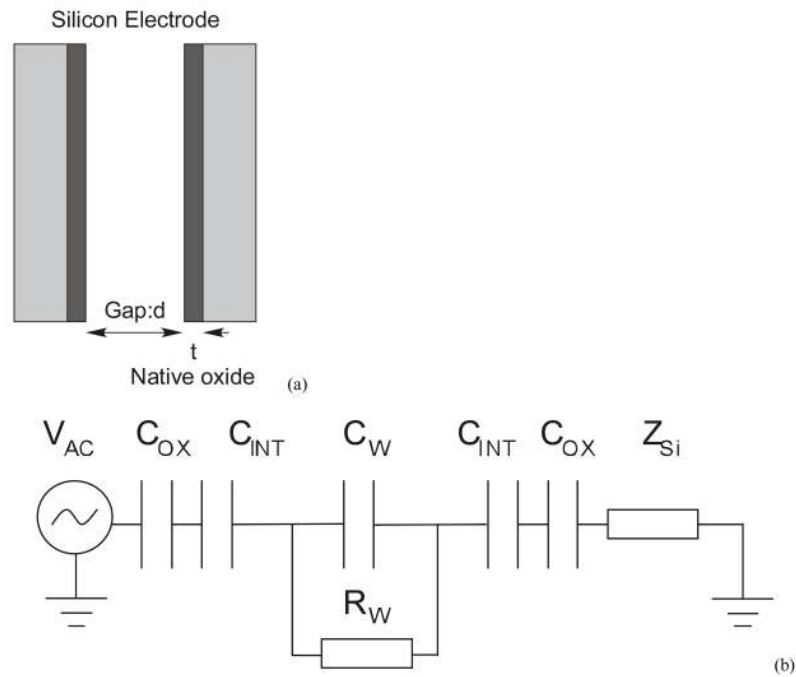 Silicon Electrode
Gap:d
t
Native oxide
(a)
V_AC C_OX C_INT C_W C_INT C_OX Z_Si
R_W
(b)